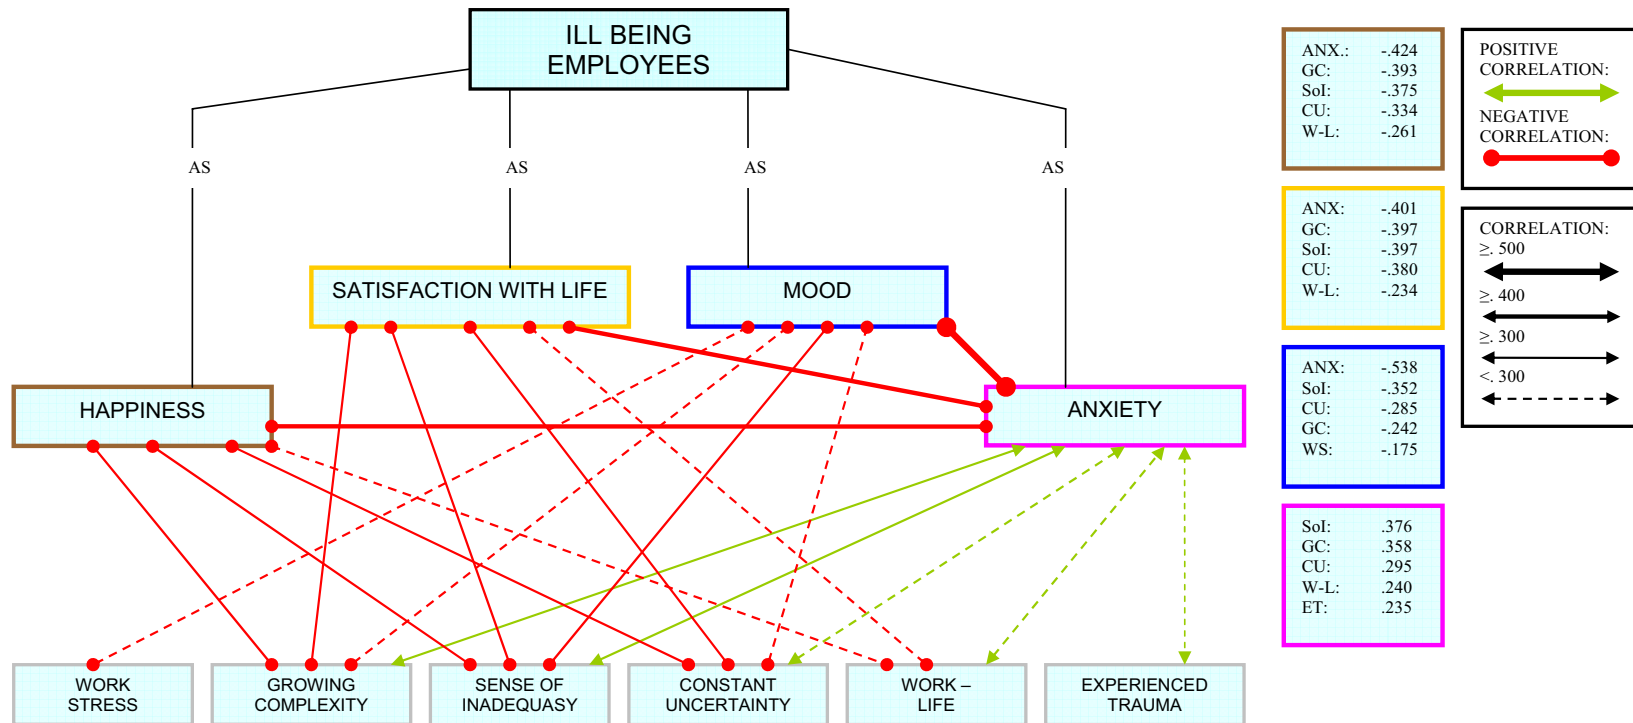 ILL BEING
EMPLOYEES
AS
AS
AS
AS
SATISFACTION WITH LIFE
MOOD
HAPPINESS
ANXIETY
WORK
STRESS
GROWING
COMPLEXITY
SENSE OF
INADEQUASY
CONSTANT
UNCERTAINTY
WORK –
LIFE
EXPERIENCED
TRAUMA
ANX.: -.424
GC: -.393
SoI: -.375
CU: -.334
W-L: -.261
ANX: -.401
GC: -.397
SoI: -.397
CU: -.380
W-L: -.234
ANX: -.538
SoI: -.352
CU: -.285
GC: -.242
WS: -.175
SoI: .376
GC: .358
CU: .295
W-L: .240
ET: .235
POSITIVE
CORRELATION:
NEGATIVE
CORRELATION:
CORRELATION:
≥. 500
≥. 400
≥. 300
<. 300